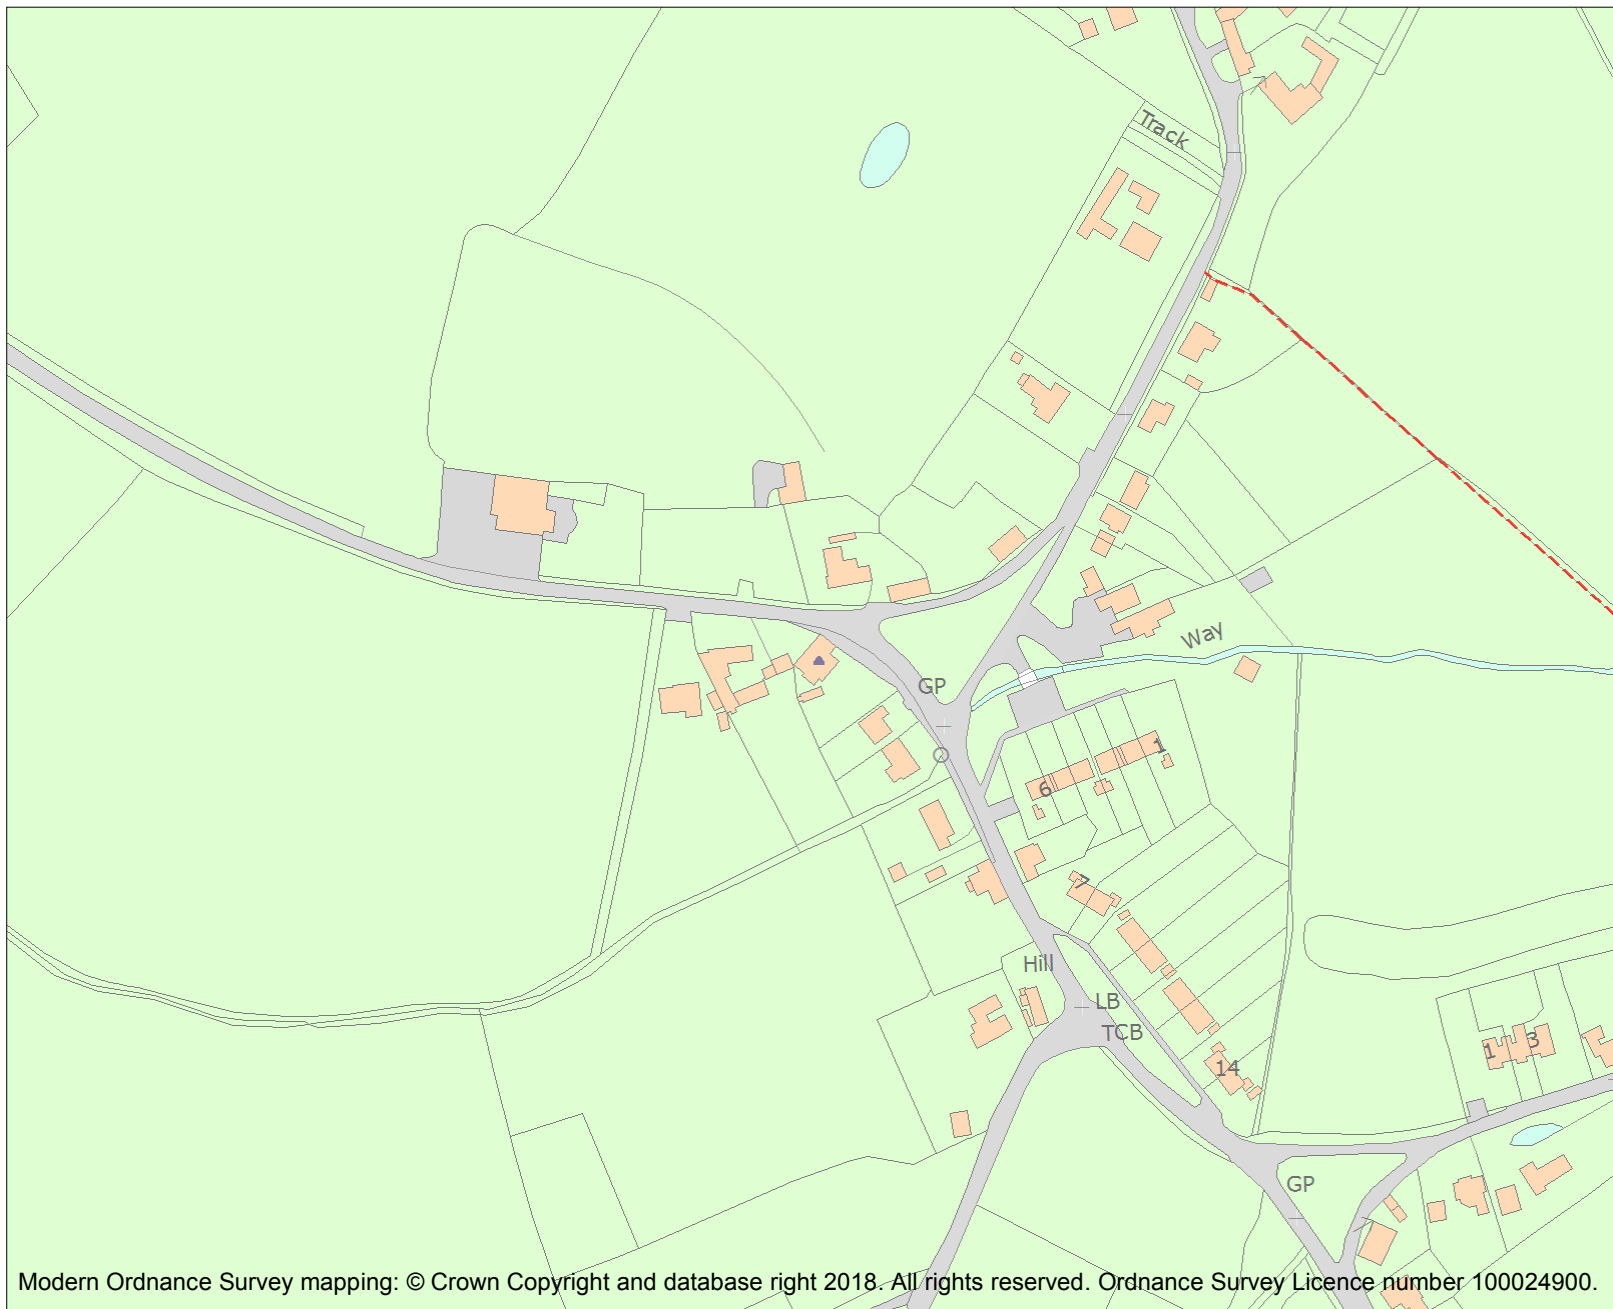 Track
Way
GP
1
6
7
Hill
LB
TCB
1
3
14
GP
Modern Ordnance Survey mapping: © Crown Copyright and database right 2018. All rights reserved. Ordnance Survey Licence number 100024900.